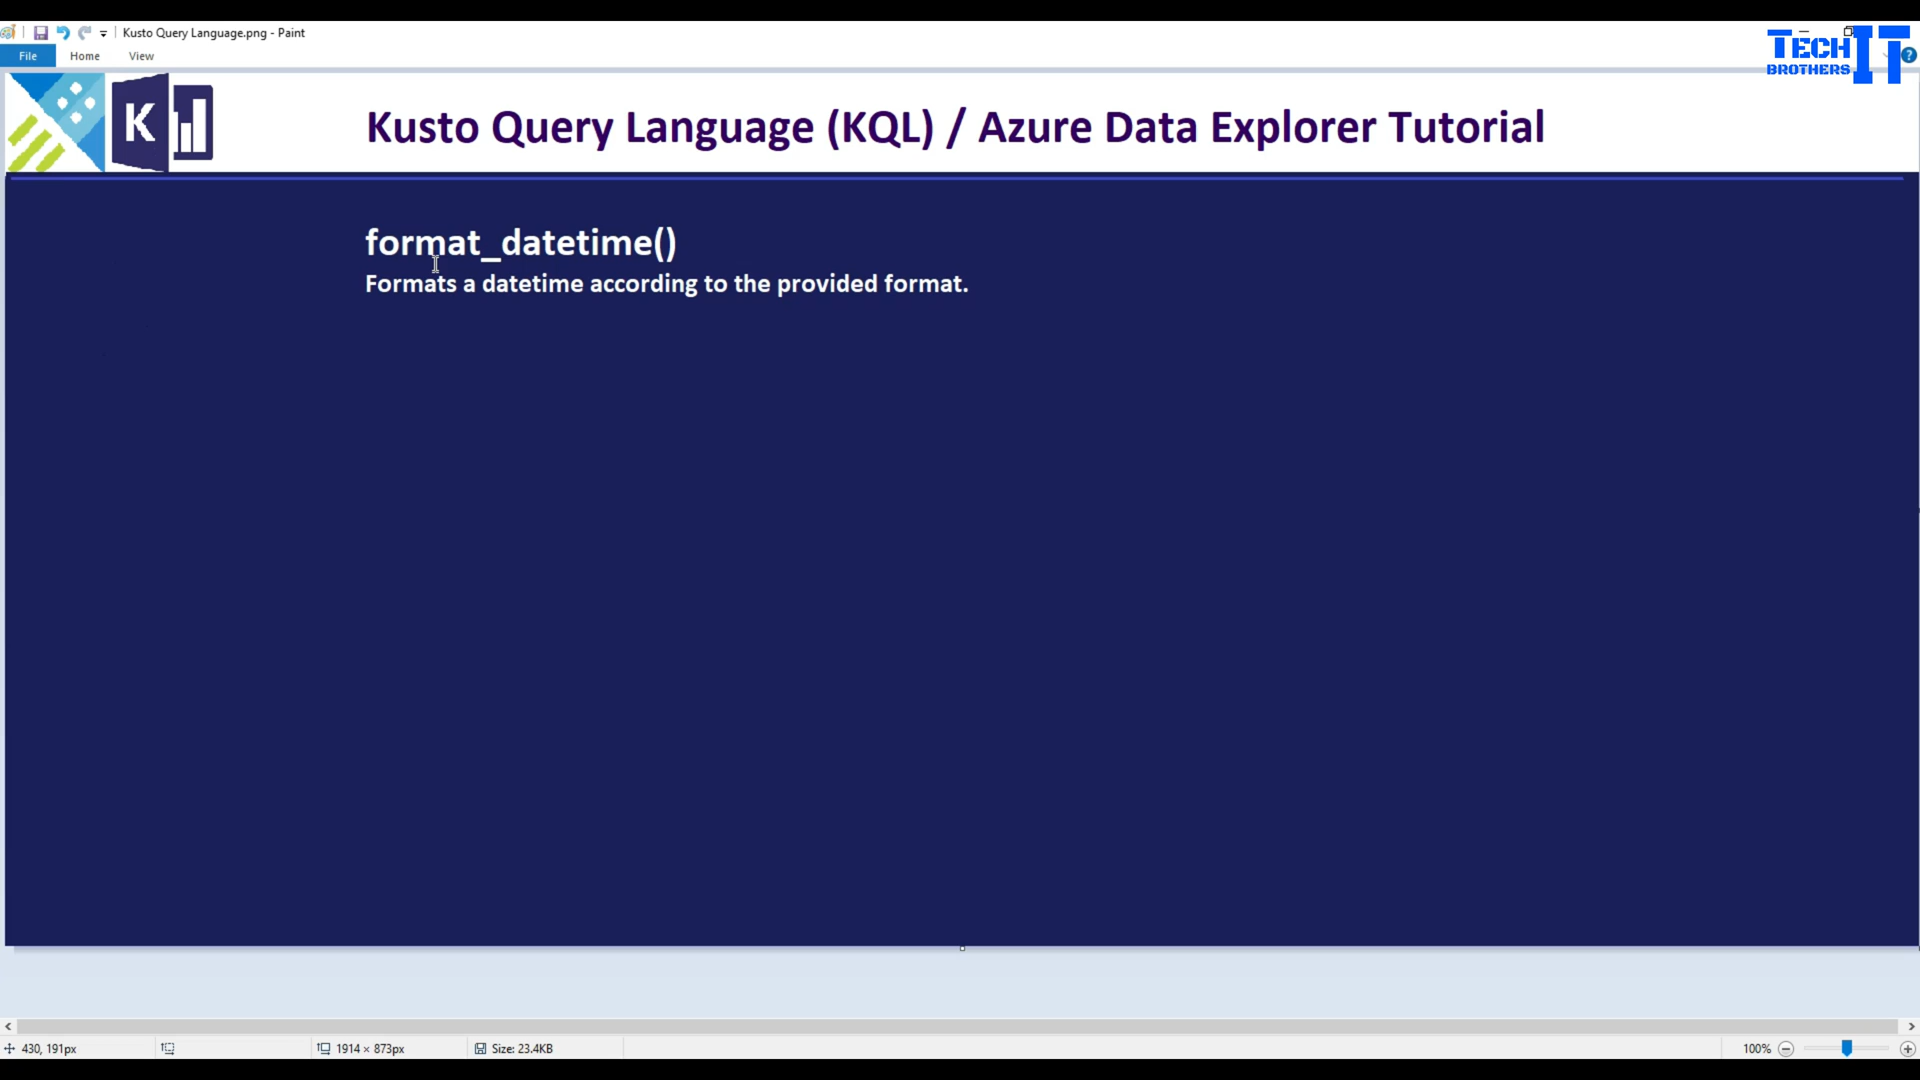 Kusto Query Language.png - Paint
File Home View
TECH IT
BROTHERS
?
K
Kusto Query Language (KQL) / Azure Data Explorer Tutorial
format_datetime()
Formats a datetime according to the provided format.
430, 191px
1914 × 873px
Size: 23.4KB
100%